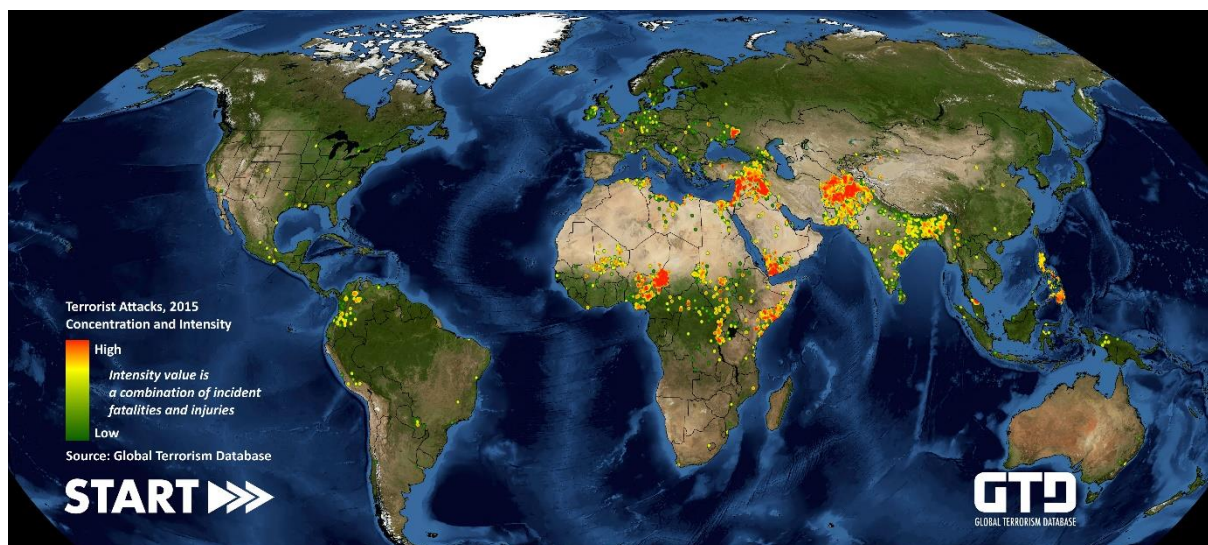 Terrorist Attacks, 2015
Concentration and Intensity
High
Intensity value is
a combination of incident
fatalities and injuries
Low
Source: Global Terrorism Database
START
GTD
GLOBAL TERRORISM DATABASE